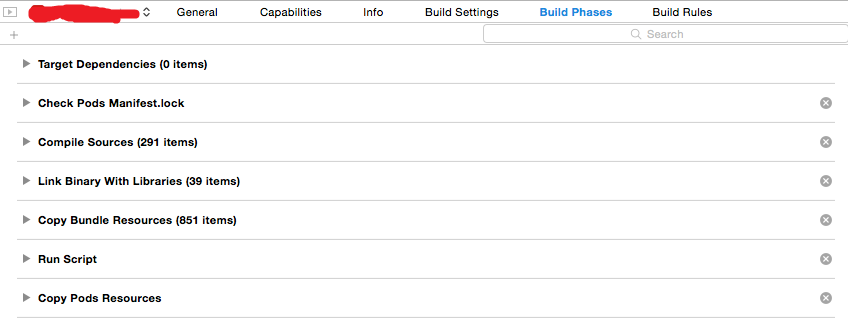 General Capabilities Info Build Settings Build Phases Build Rules
+ Search
Target Dependencies (0 items)
Check Pods Manifest.lock
Compile Sources (291 items)
Link Binary With Libraries (39 items)
Copy Bundle Resources (851 items)
Run Script
Copy Pods Resources